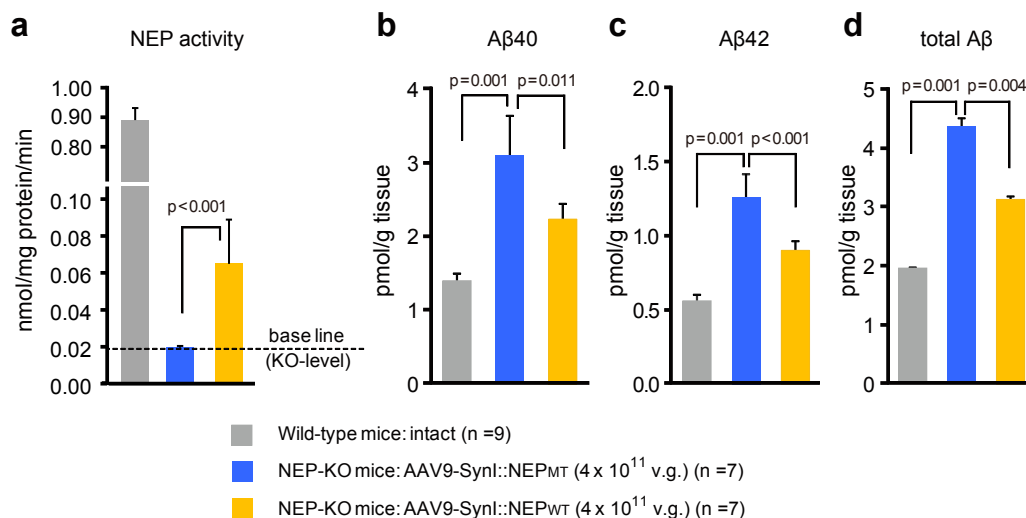 a
NEP activity
nmol/mg protein/min
1.00
0.90
0.80
0.10
0.08
0.06
0.04
0.02
0.00
p<0.001
base line
(KO-level)
b
Aβ40
pmol/g tissue
4
3
2
1
0
p=0.001
p=0.011
c
Aβ42
pmol/g tissue
2.0
1.5
1.0
0.5
0.0
p=0.001
p<0.001
d
total Aβ
pmol/g tissue
5
4
3
2
1
0
p=0.001
p=0.004
Wild-type mice: intact (n =9)
NEP-KO mice: AAV9-SynI::NEPMT (4 x 10¹¹ v.g.) (n =7)
NEP-KO mice: AAV9-SynI::NEPWT (4 x 10¹¹ v.g.) (n =7)